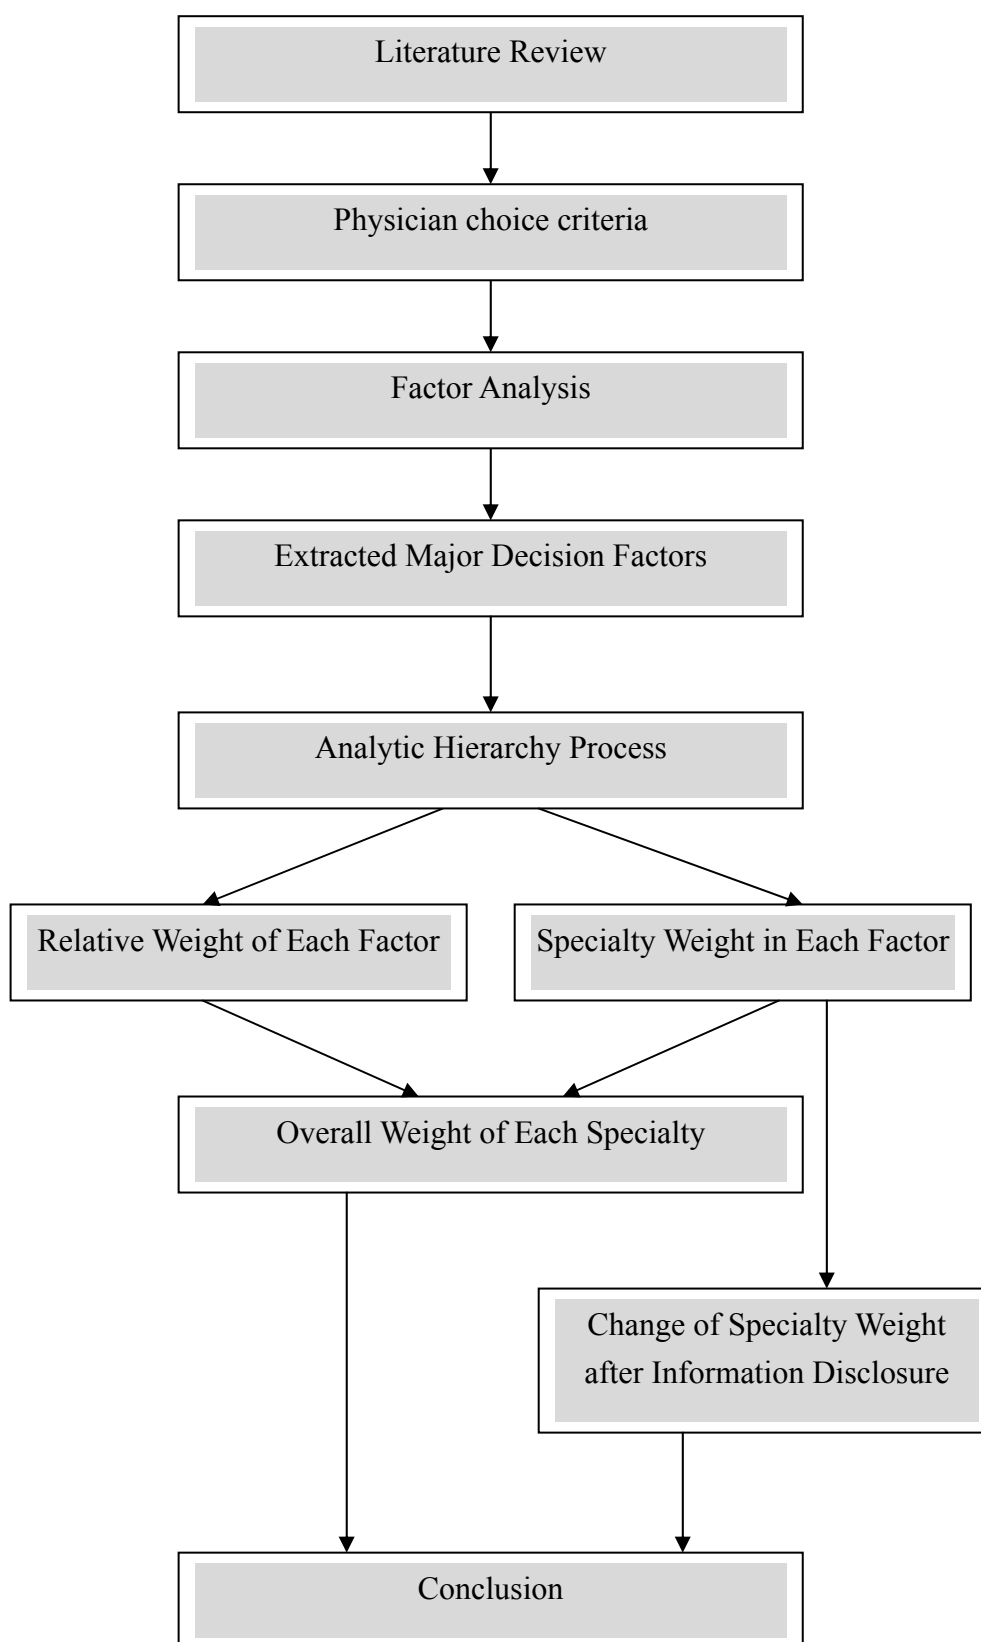 Literature Review
Physician choice criteria
Factor Analysis
Extracted Major Decision Factors
Analytic Hierarchy Process
Relative Weight of Each Factor
Specialty Weight in Each Factor
Overall Weight of Each Specialty
Change of Specialty Weight
after Information Disclosure
Conclusion